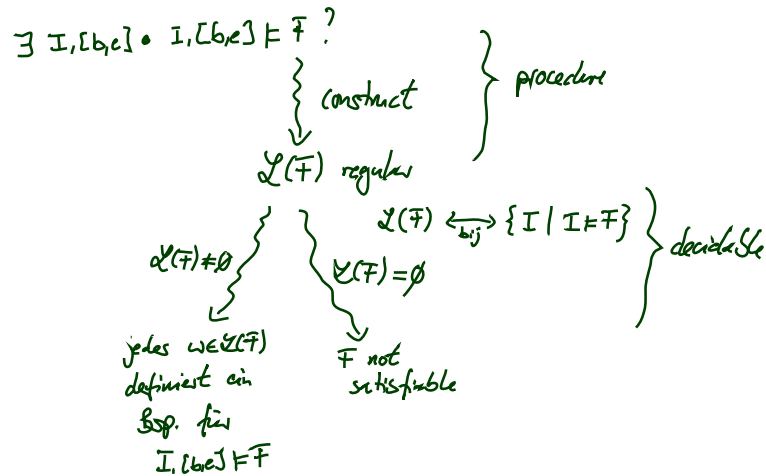 ∃ I,[b,e] • I,[b,e] ⊨ F ?
construct
procedure
L(F) regular
L(F) ⟷ {I | I ⊨ F}
bij
decidable
L(F) ≠ ∅
L(F) = ∅
jedes w∈L(F)
definiert ein
Bsp. für
I,[b,e] ⊨ F
F not
satisfiable